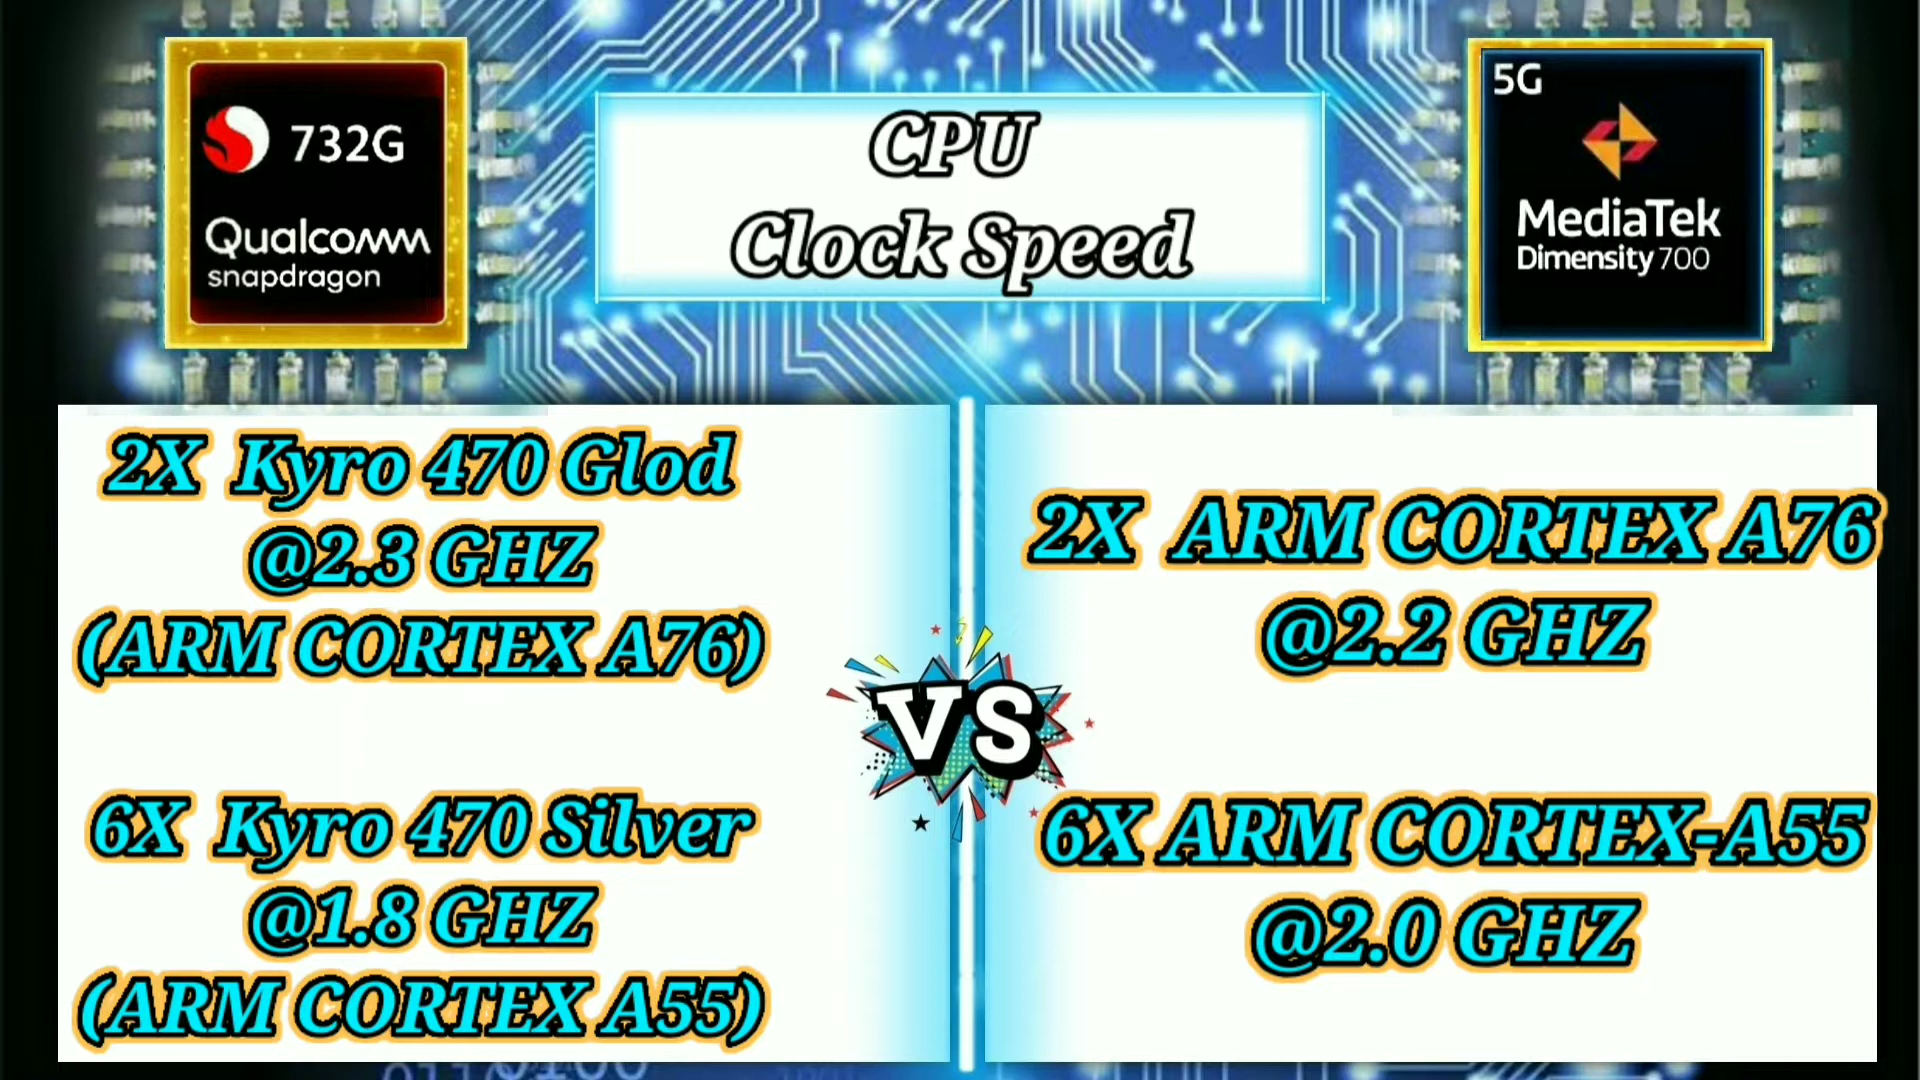 732G
Qualcomm
snapdragon
CPU
Clock Speed
5G
MediaTek
Dimensity 700
2X Kyro 470 Glod
@2.3 GHZ
(ARM CORTEX A76)
6X Kyro 470 Silver
@1.8 GHZ
(ARM CORTEX A55)
VS
2X ARM CORTEX A76
@2.2 GHZ
6X ARM CORTEX-A55
@2.0 GHZ